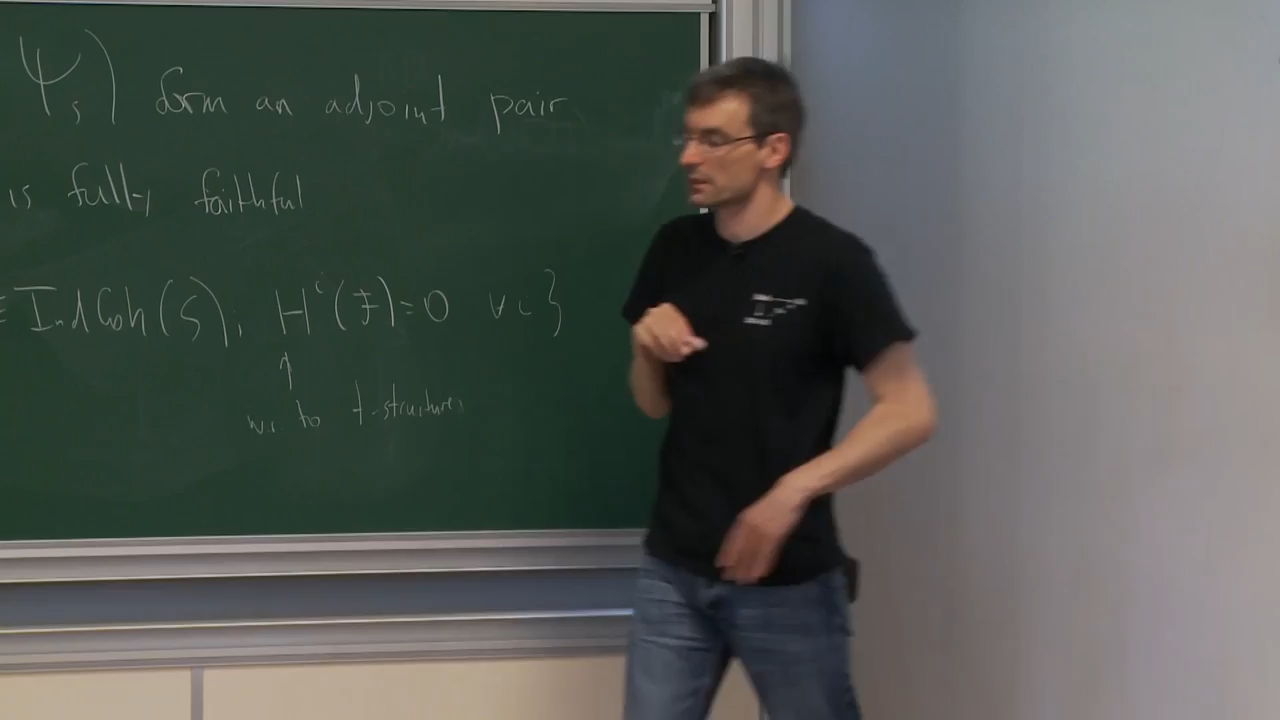 Ψ_s) form an adjoint pair
is fully faithful
∈ IndCoh(S), H^i(F)=0 ∀i}
↑
w.r. to t-structures